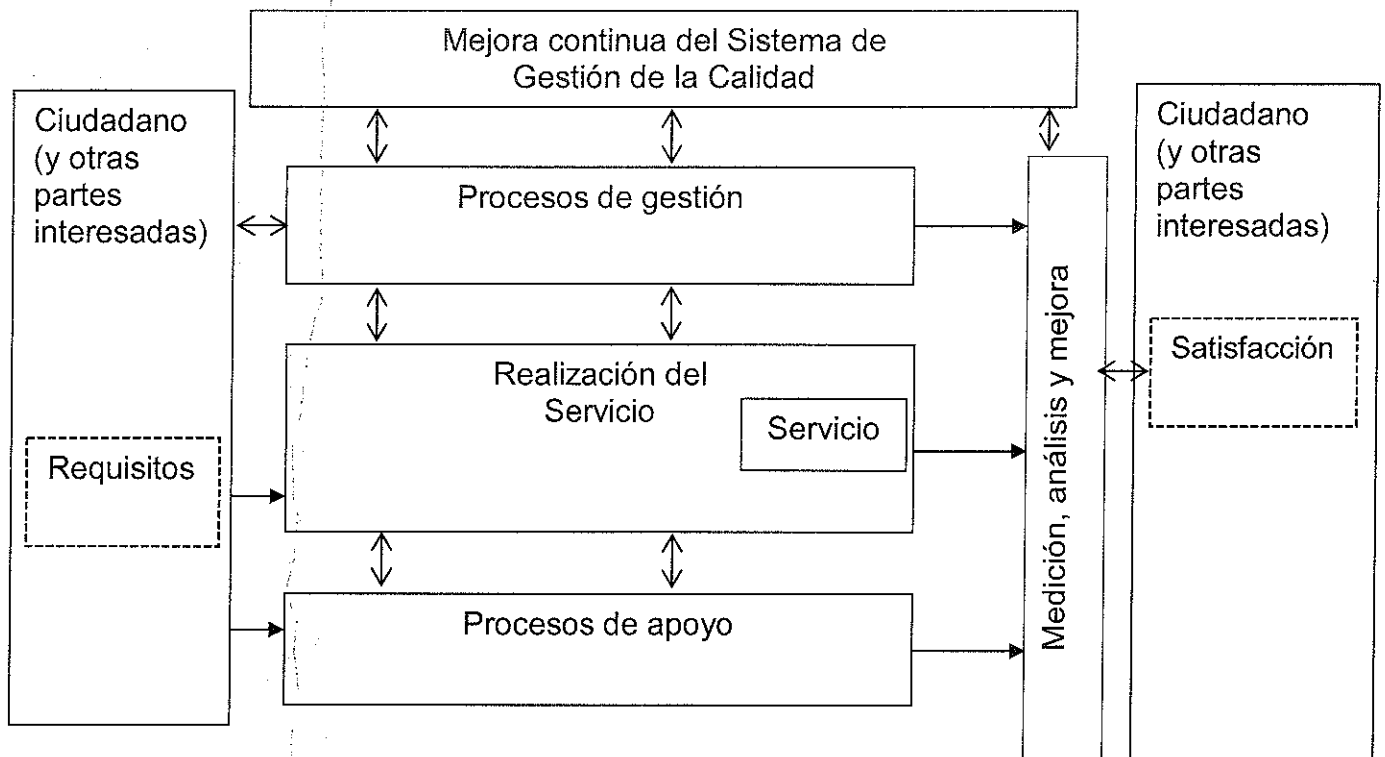 Mejora continua del Sistema de
Gestión de la Calidad
Ciudadano
(y otras
partes
interesadas)
Requisitos
Procesos de gestión
Realización del
Servicio
Servicio
Procesos de apoyo
Medición, análisis y mejora
Ciudadano
(y otras
partes
interesadas)
Satisfacción